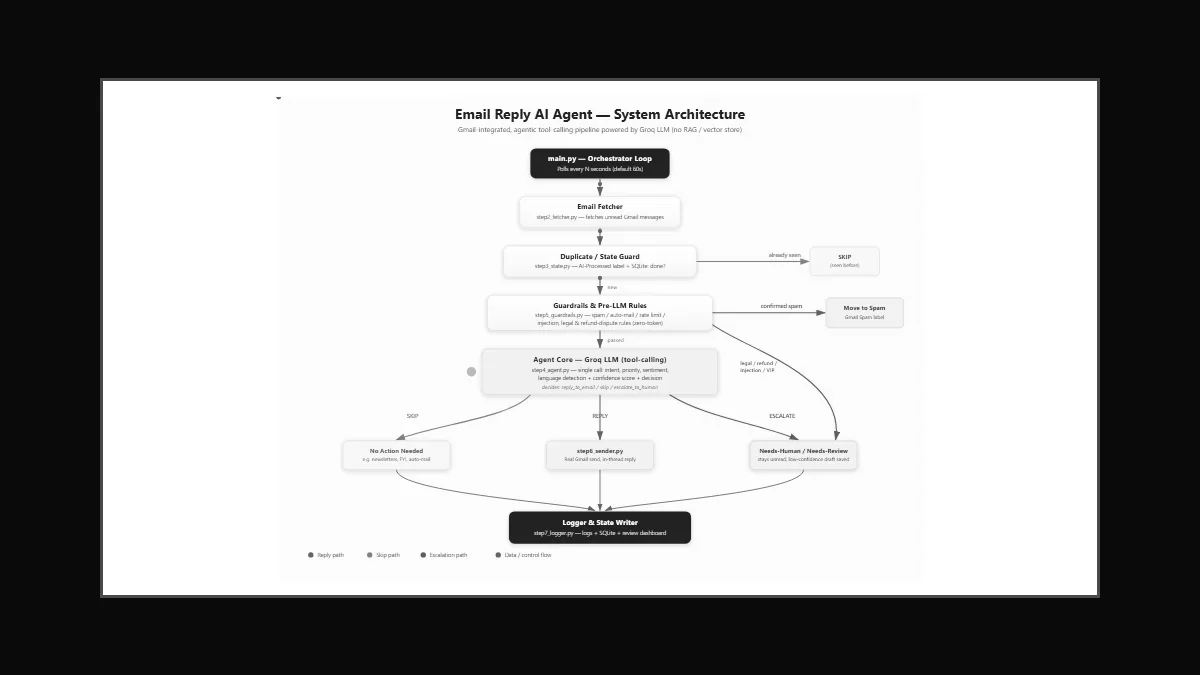 Email Reply AI Agent — System Architecture
Gmail-integrated, agentic tool-calling pipeline powered by Groq LLM (no RAG / vector store)
main.py — Orchestrator Loop
Polls every N seconds (default 60s)
Email Fetcher
step2_fetcher.py — fetches unread Gmail messages
Duplicate / State Guard
step3_state.py — AI-Processed label + SQLite: done?
already seen
SKIP
(seen before)
new
Guardrails & Pre-LLM Rules
step5_guardrails.py — spam / auto-mail / rate limit /
injection, legal & refund-dispute rules (zero-token)
confirmed spam
Move to Spam
Gmail Spam label
passed
Agent Core — Groq LLM (tool-calling)
step4_agent.py — single call: intent, priority, sentiment,
language detection + confidence score + decision
decides: reply_to_email / skip / escalate_to_human
legal / refund /
injection / VIP
SKIP
REPLY
ESCALATE
No Action Needed
e.g. newsletters, FYI, auto-mail
step6_sender.py
Real Gmail send, in-thread reply
Needs-Human / Needs-Review
stays unread; low-confidence draft saved
Logger & State Writer
step7_logger.py — logs + SQLite + review dashboard
Reply path
Skip path
Escalation path
Data / control flow